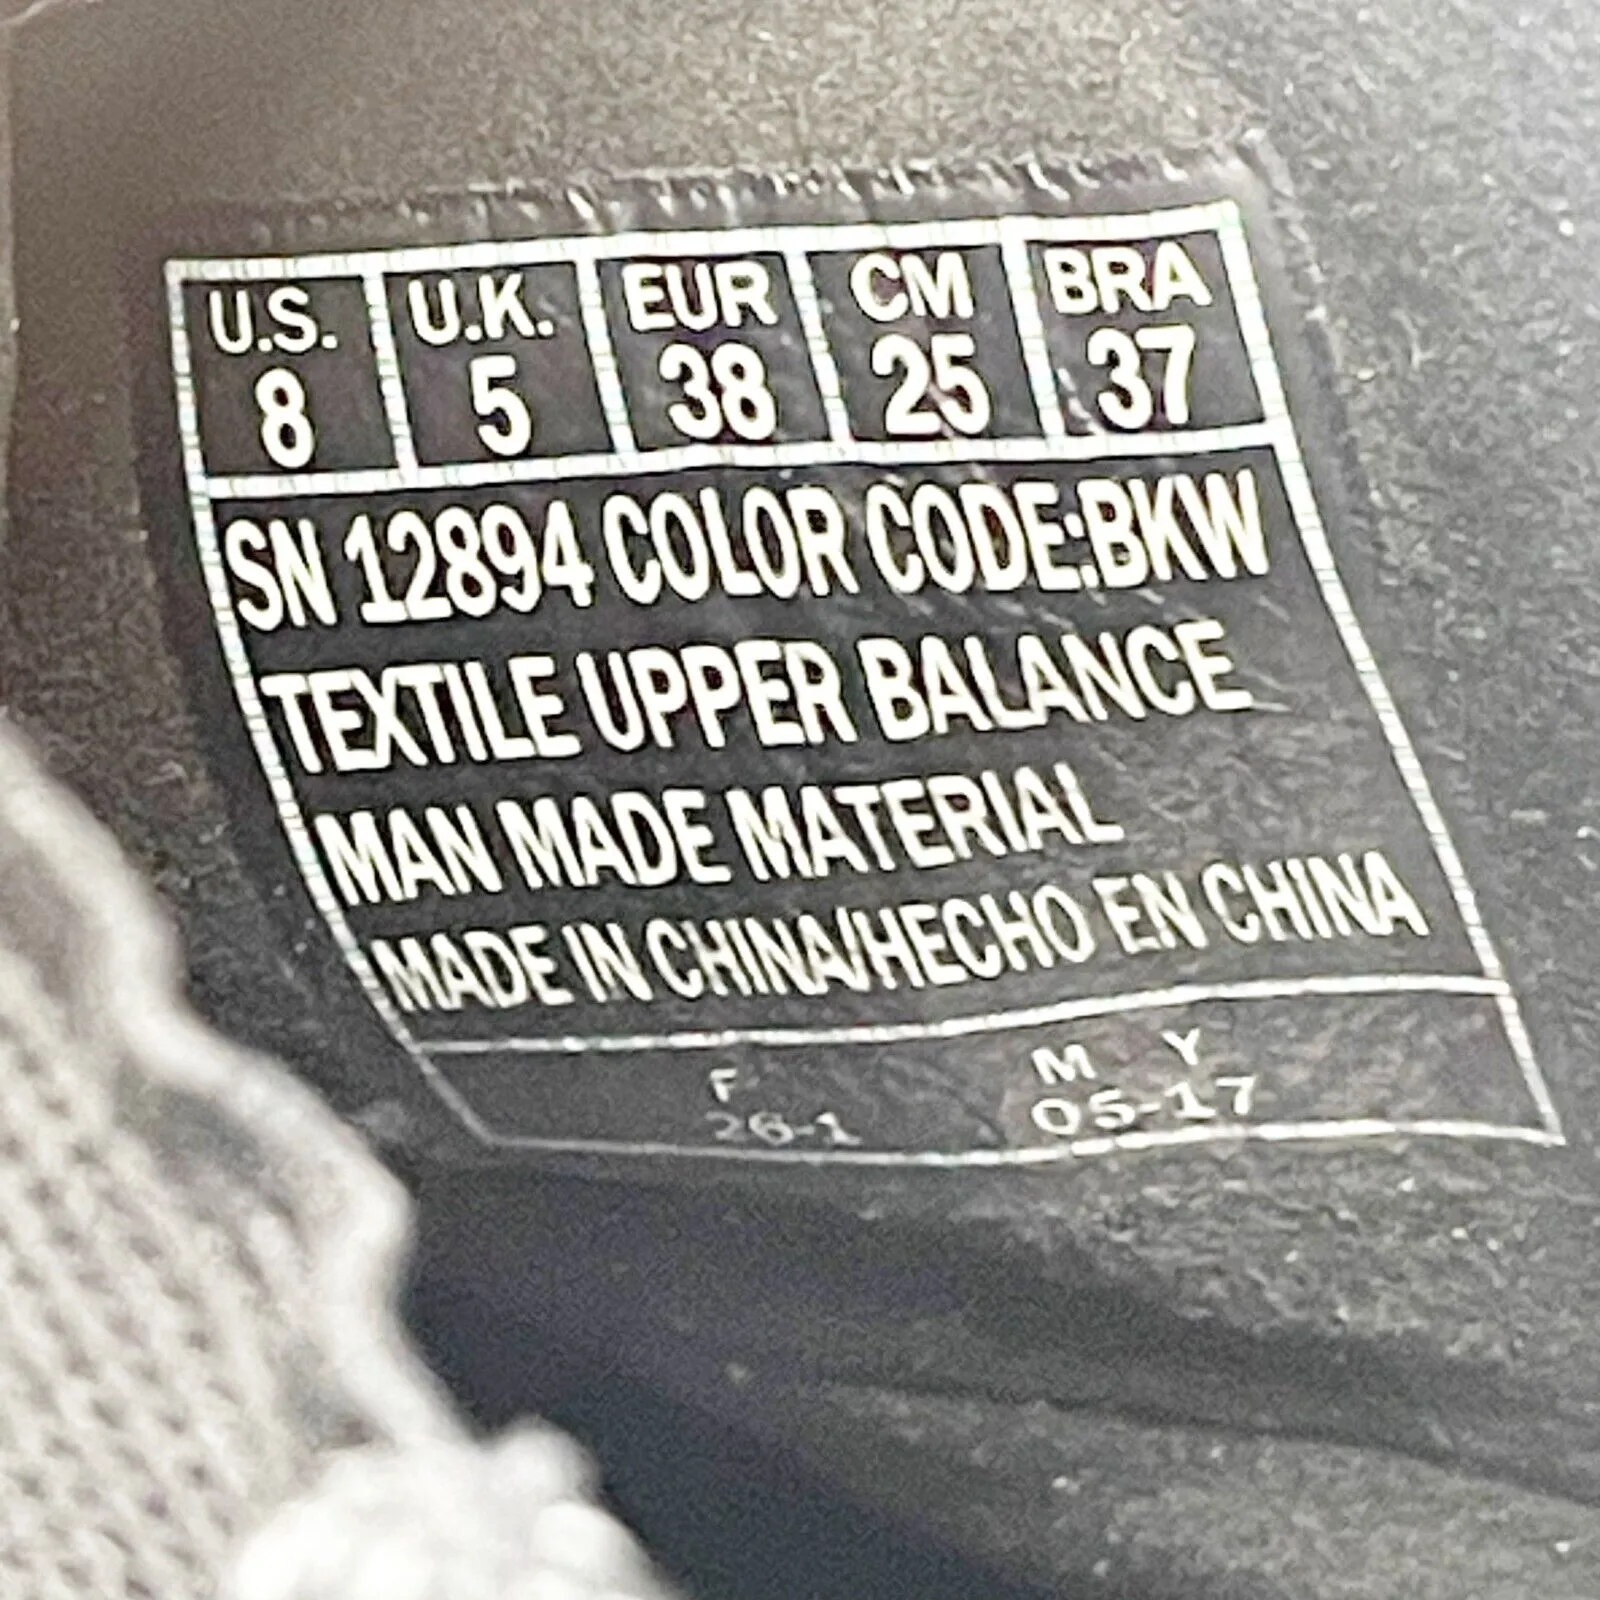 U.S. U.K. EUR CM BRA
8 5 38 25 37
SN 12894 COLOR CODE:BKW
TEXTILE UPPER BALANCE
MAN MADE MATERIAL
MADE IN CHINA/HECHO EN CHINA
F M Y
26-1 05-17